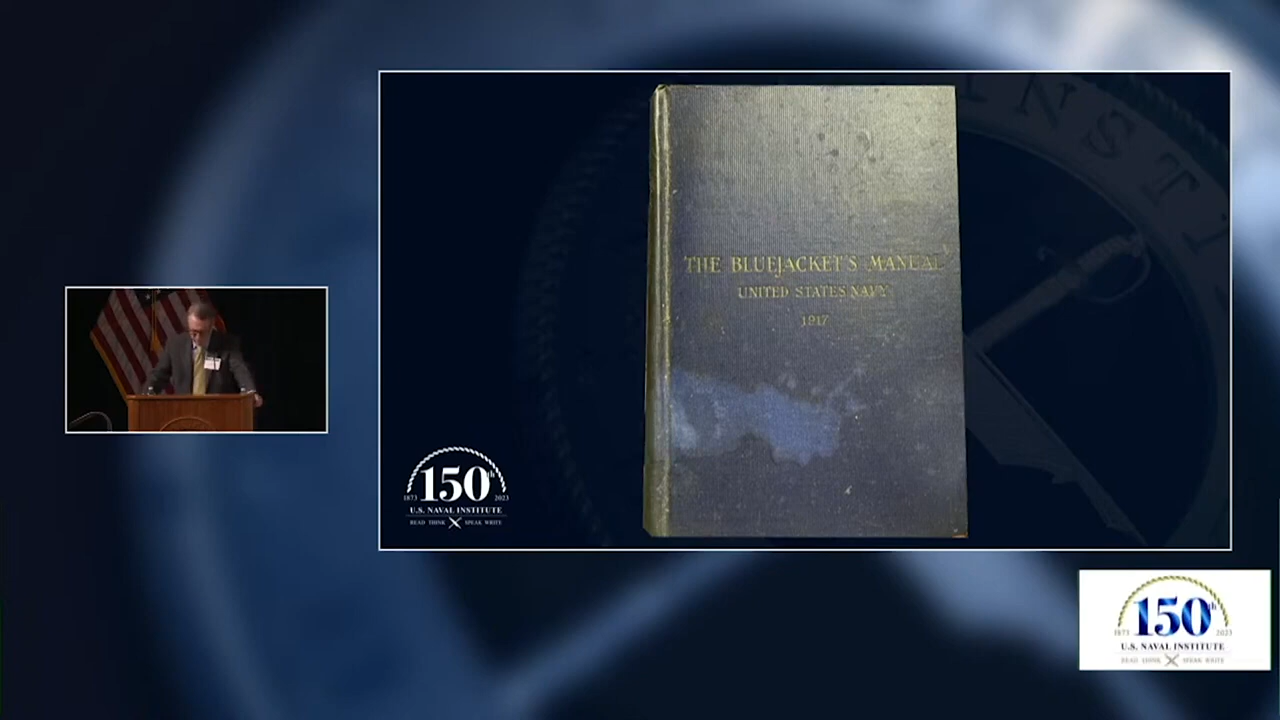 INSTI
THE BLUEJACKET'S MANUAL
UNITED STATES NAVY
1917
150th
1873 2023
U.S. NAVAL INSTITUTE
READ THINK SPEAK WRITE
150th
1873 2023
U.S. NAVAL INSTITUTE
READ THINK SPEAK WRITE